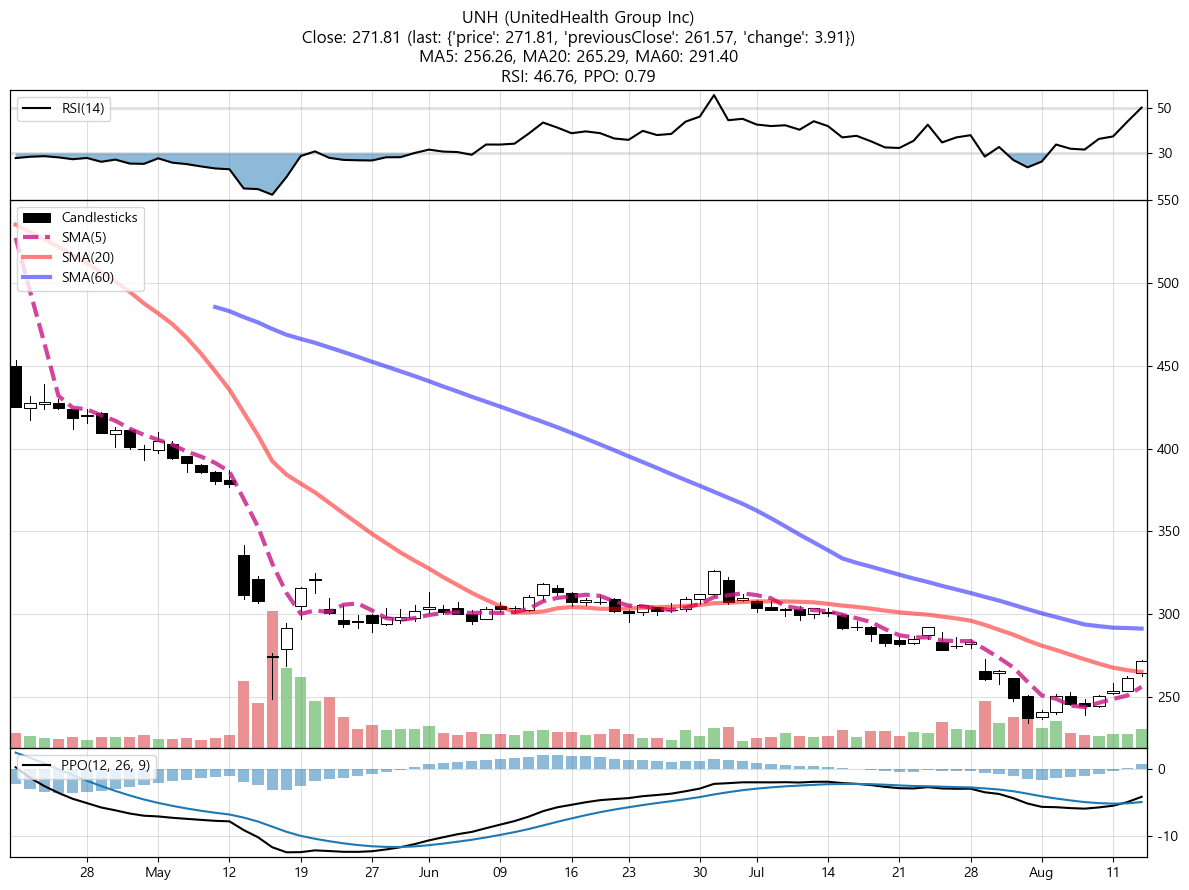 UNH (UnitedHealth Group Inc)
Close: 271.81 (last: {'price': 271.81, 'previousClose': 261.57, 'change': 3.91})
MA5: 256.26, MA20: 265.29, MA60: 291.40
RSI: 46.76, PPO: 0.79
RSI(14)
50
30
550
Candlesticks
SMA(5)
SMA(20)
SMA(60)
500
450
400
350
300
250
PPO(12, 26, 9)
0
-10
28 May 12 19 27 Jun 09 16 23 30 Jul 14 21 28 Aug 11